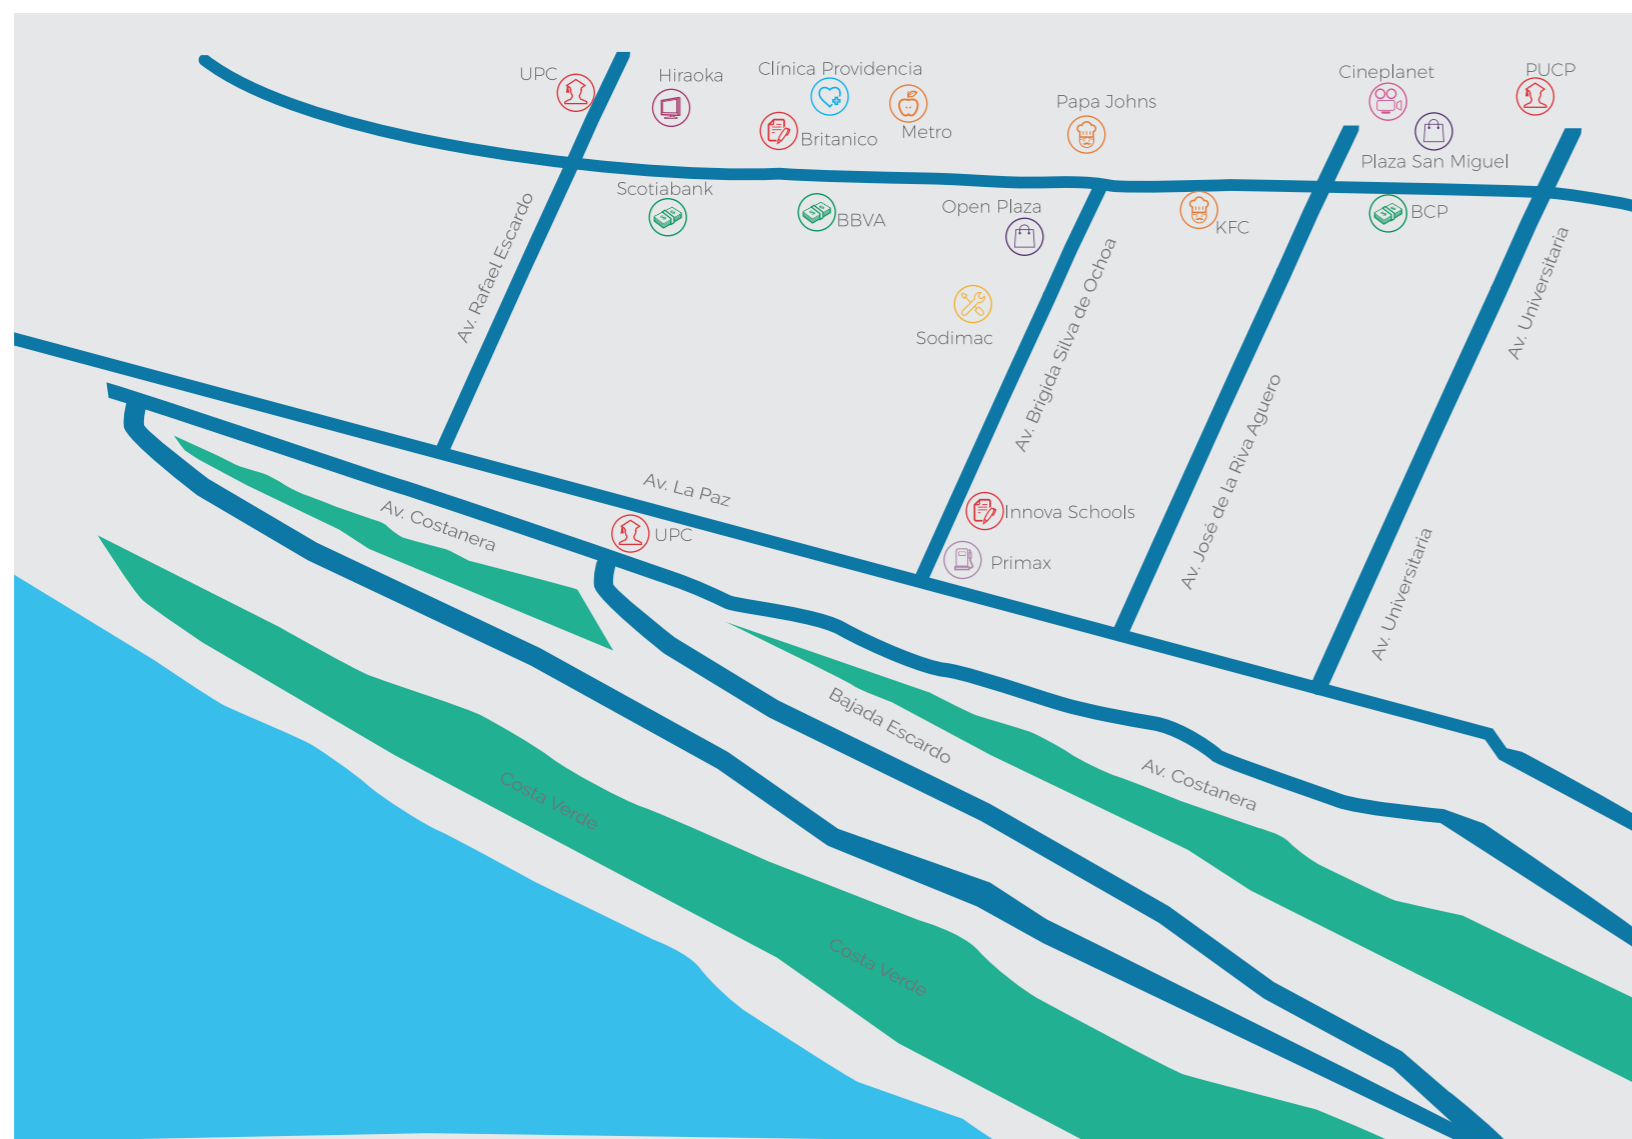 UPC
Hiraoka
Clínica Providencia
Britanico
Metro
Papa Johns
Cineplanet
PUCP
Plaza San Miguel
Scotiabank
BBVA
Open Plaza
KFC
BCP
Av. Rafael Escardo
Sodimac
Av. Brigida Silva de Ochoa
Av. Universitaria
Av. José de la Riva Aguero
Av. La Paz
Av. Costanera
UPC
Innova Schools
Primax
Av. Universitaria
Bajada Escardo
Av. Costanera
Costa Verde
Costa Verde